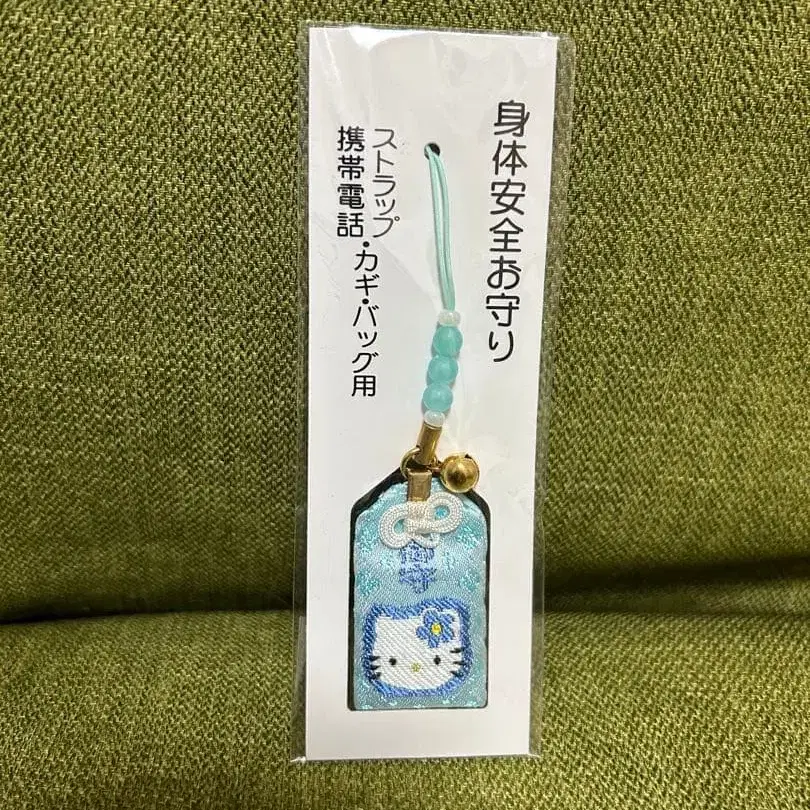 身体安全お守り
ストラップ
携帯電話・カギ・バッグ用
御守